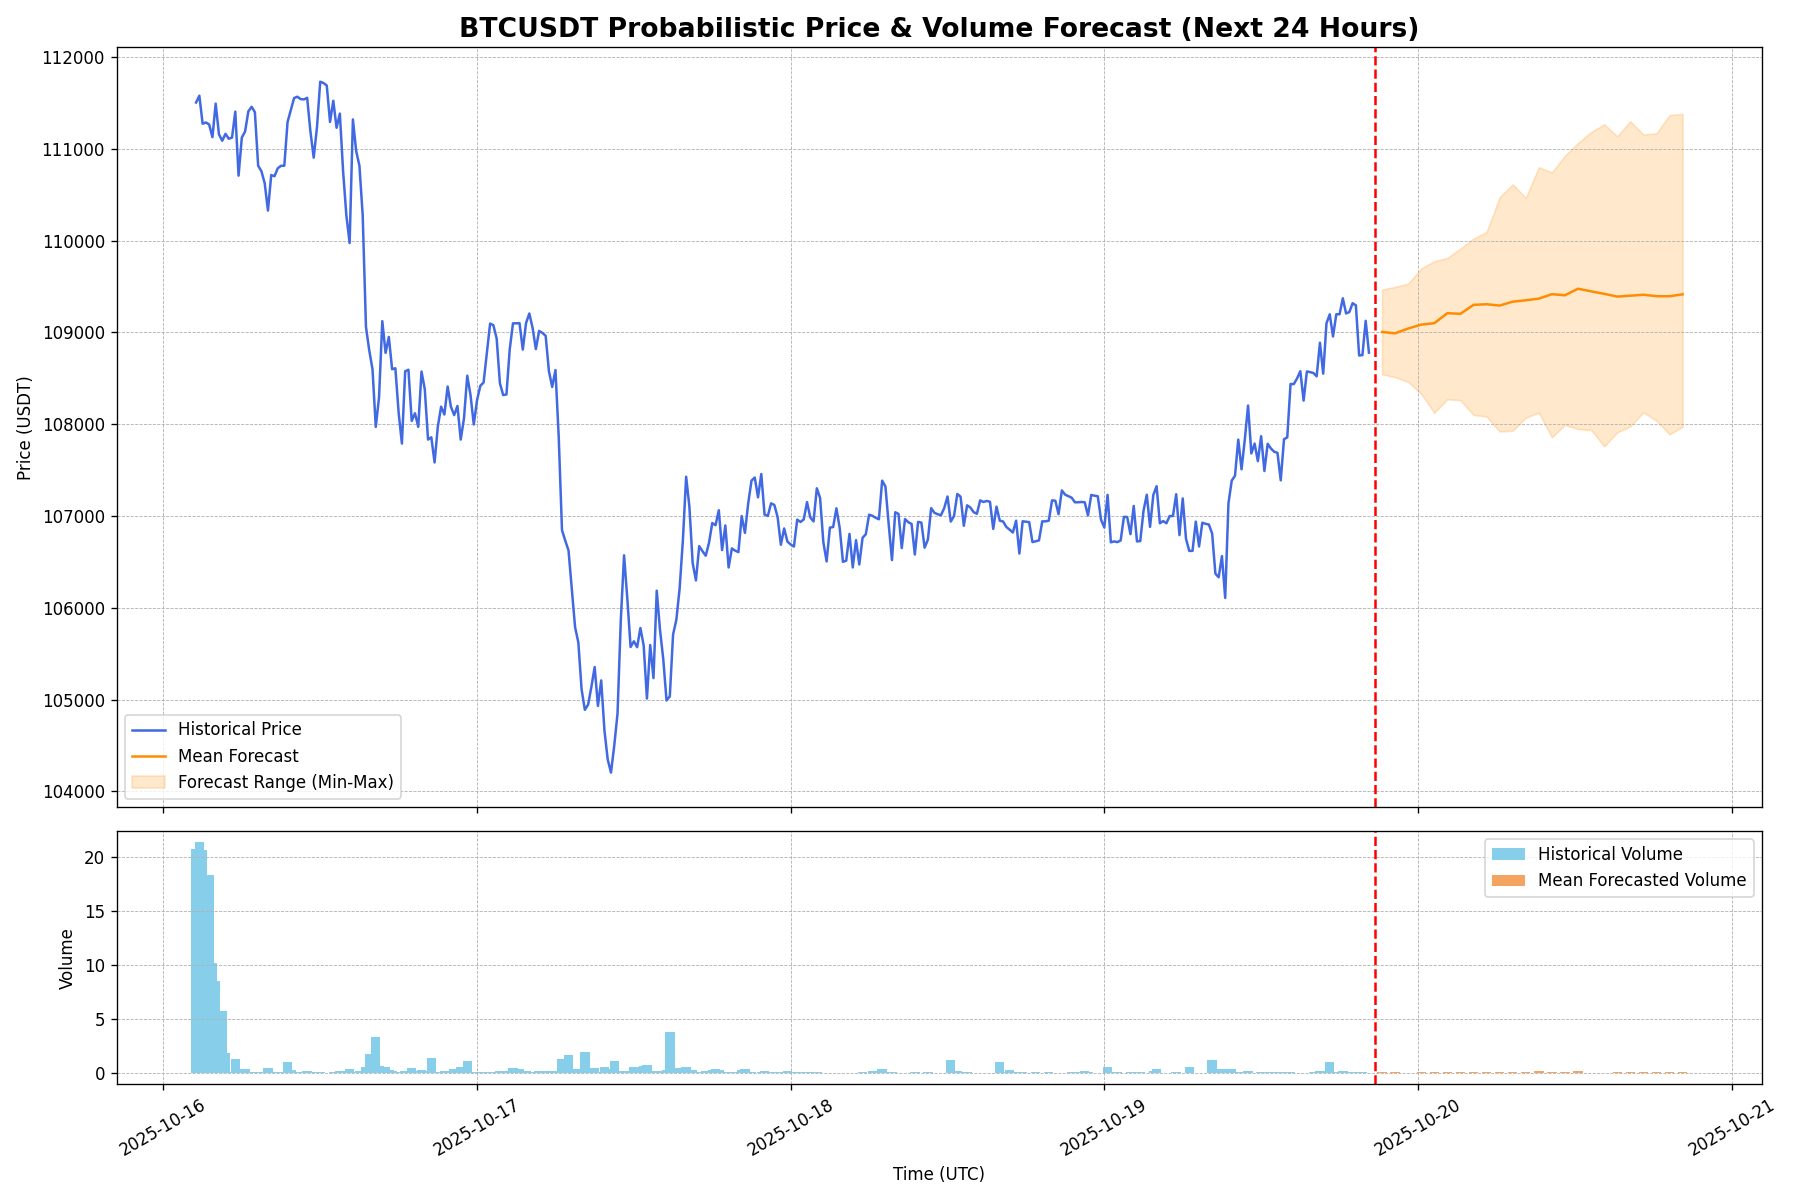 BTCUSDT Probabilistic Price & Volume Forecast (Next 24 Hours)
112000
111000
110000
109000
108000
107000
106000
105000
104000
Price (USDT)
Historical Price
Mean Forecast
Forecast Range (Min-Max)
20
15
10
5
0
Volume
Historical Volume
Mean Forecasted Volume
2025-10-16
2025-10-17
2025-10-18
2025-10-19
2025-10-20
2025-10-21
Time (UTC)